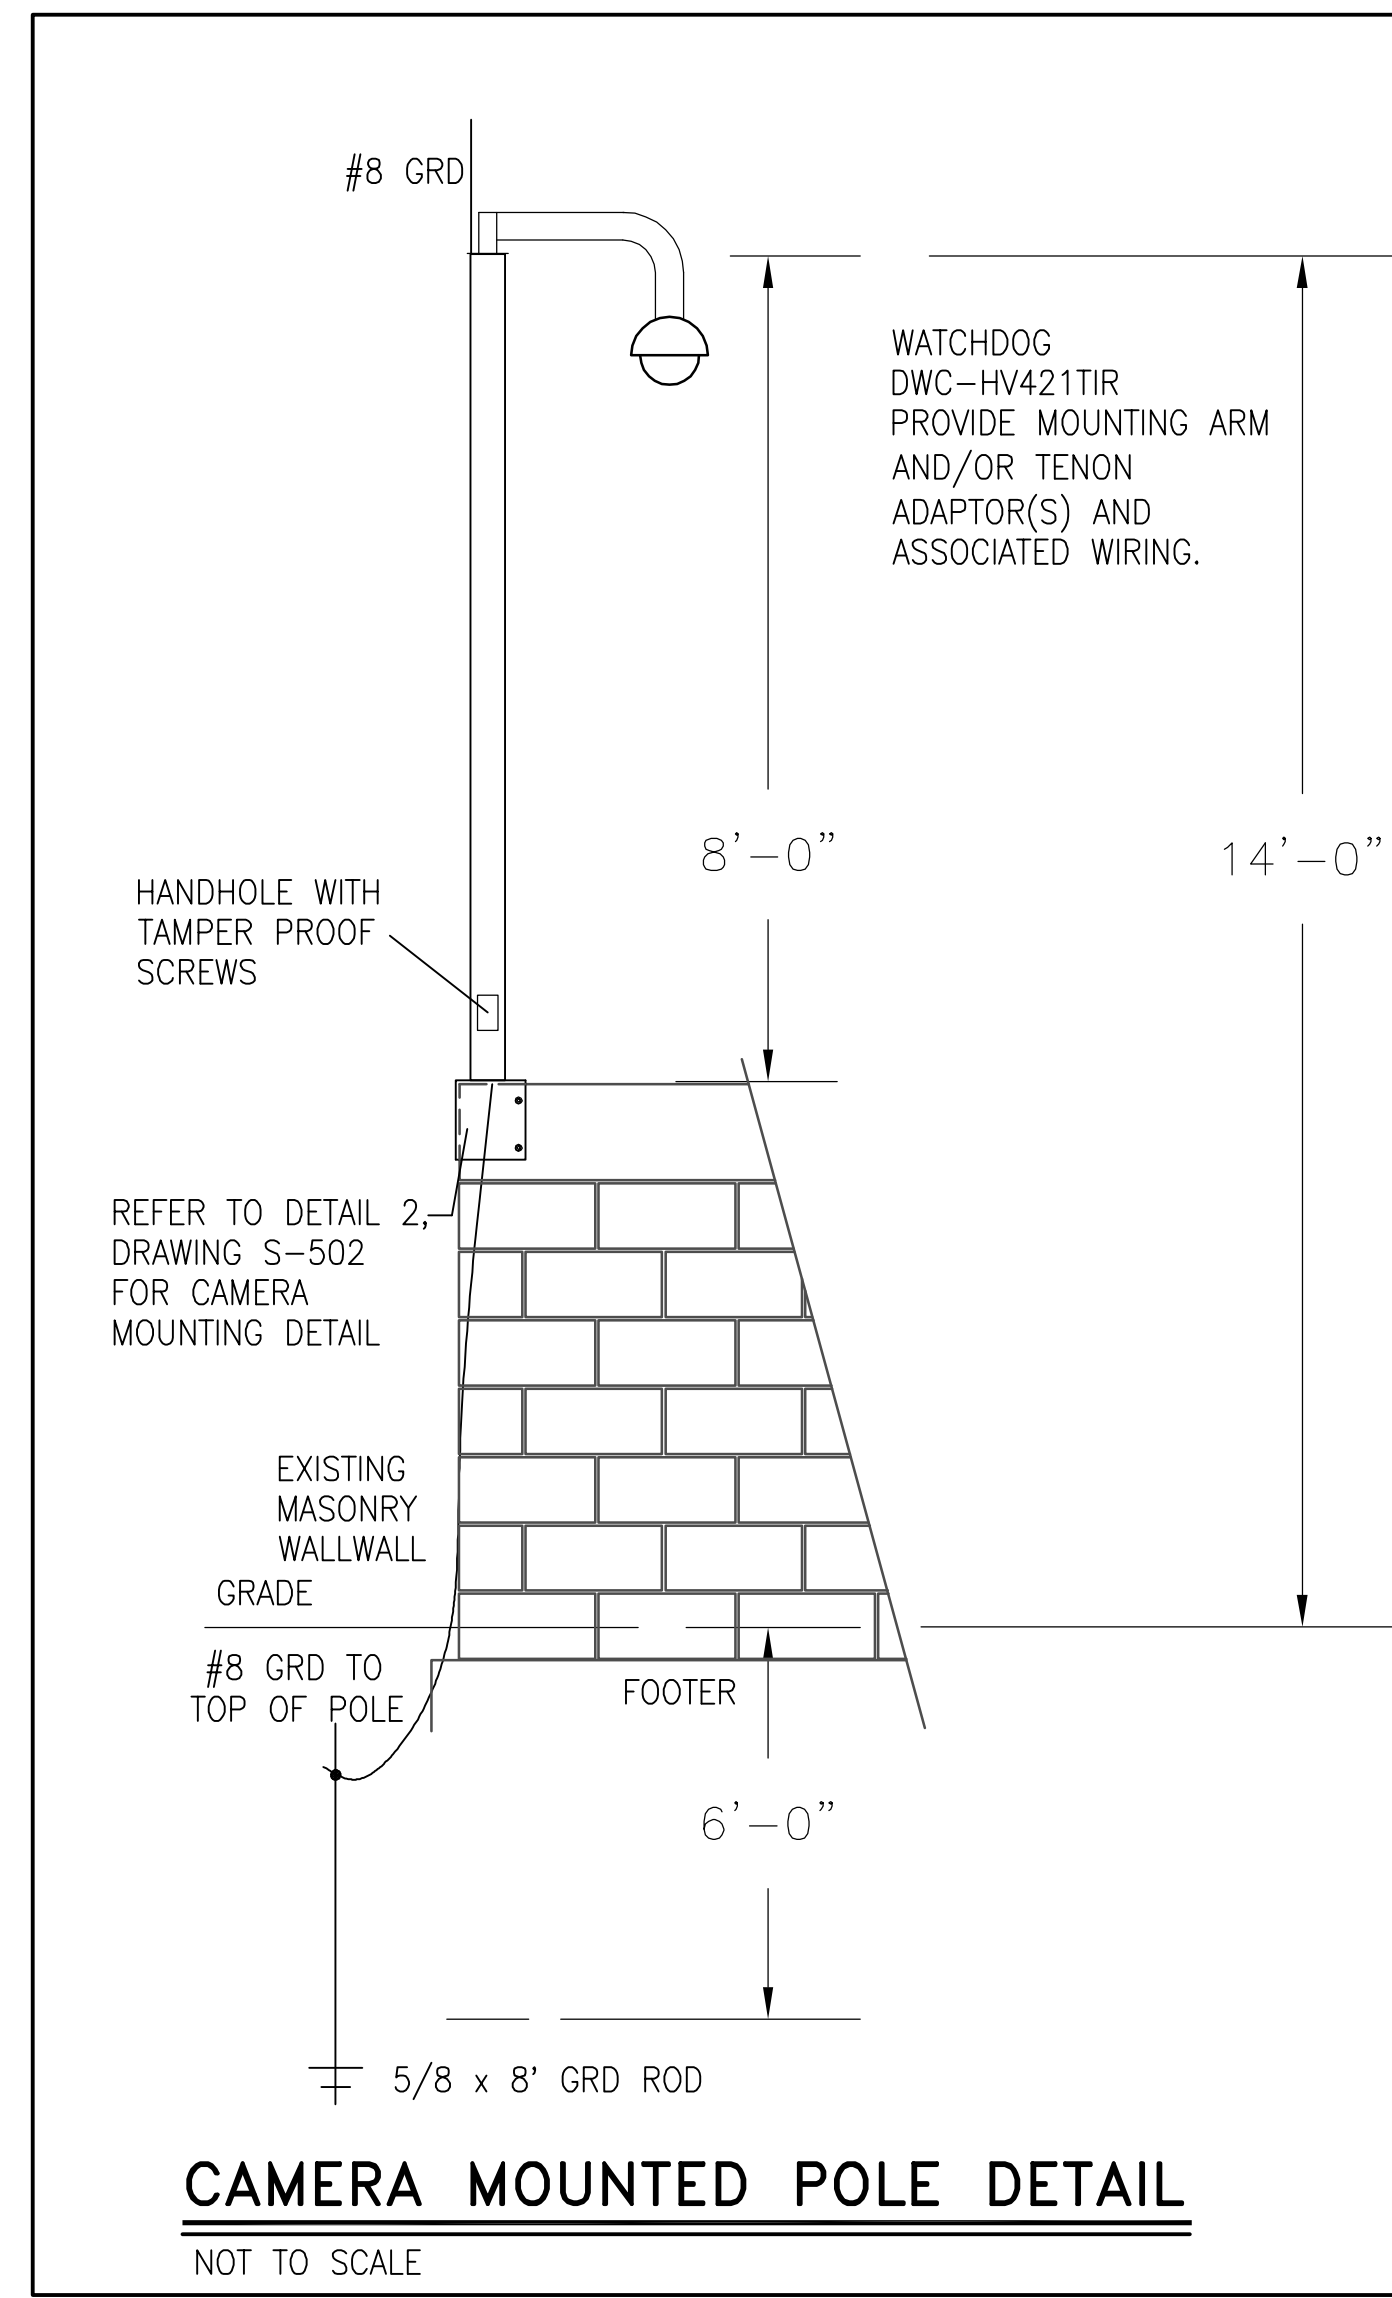 #8 GRD
WATCHDOG
DWC-HV421TIR
PROVIDE MOUNTING ARM
AND/OR TENON
ADAPTOR(S) AND
ASSOCIATED WIRING.
8'-0"
14'-0"
HANDHOLE WITH
TAMPER PROOF
SCREWS
REFER TO DETAIL 2,
DRAWING S-502
FOR CAMERA
MOUNTING DETAIL
EXISTING
MASONRY
WALLWALL
GRADE
#8 GRD TO
TOP OF POLE
FOOTER
6'-0"
5/8 x 8' GRD ROD
CAMERA MOUNTED POLE DETAIL
NOT TO SCALE